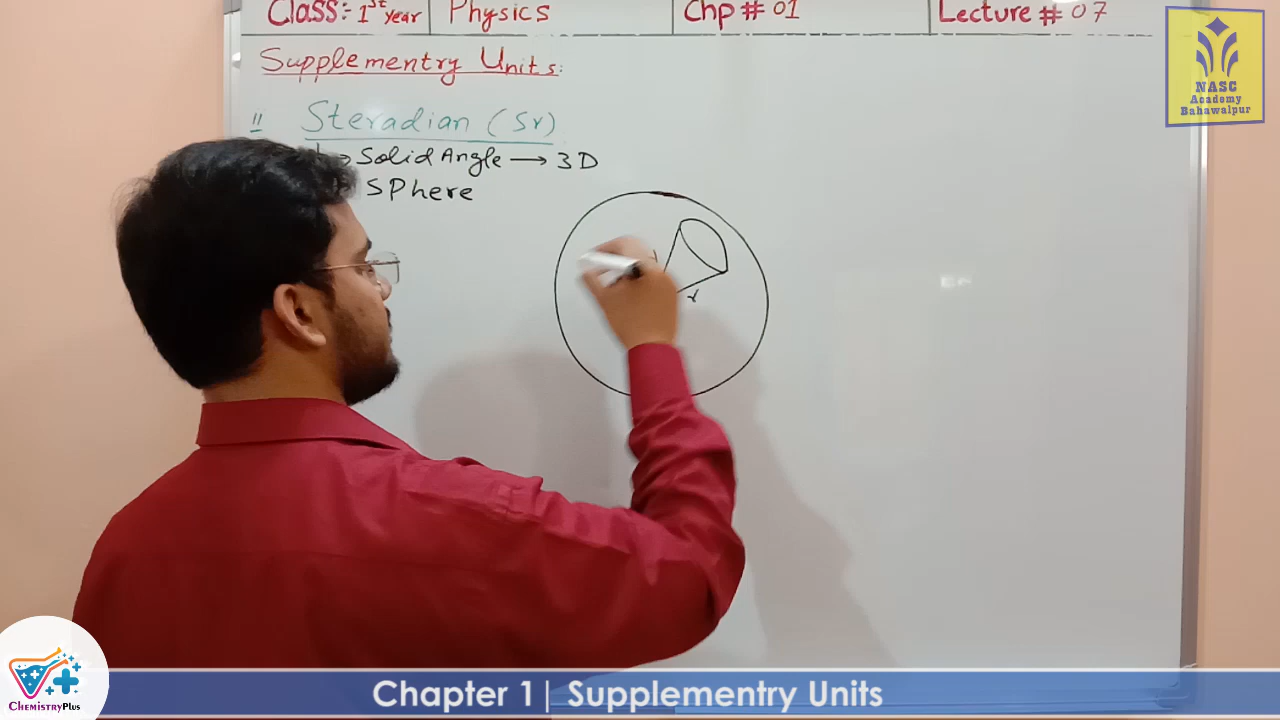 Class: 1st year Physics Chp # 01 Lecture # 07
Supplementry Units:
NASC
Academy
Bahawalpur
11 Steradian (Sr)
Solid Angle → 3D
SPhere
r
ChemistryPlus
Chapter 1| Supplementry Units